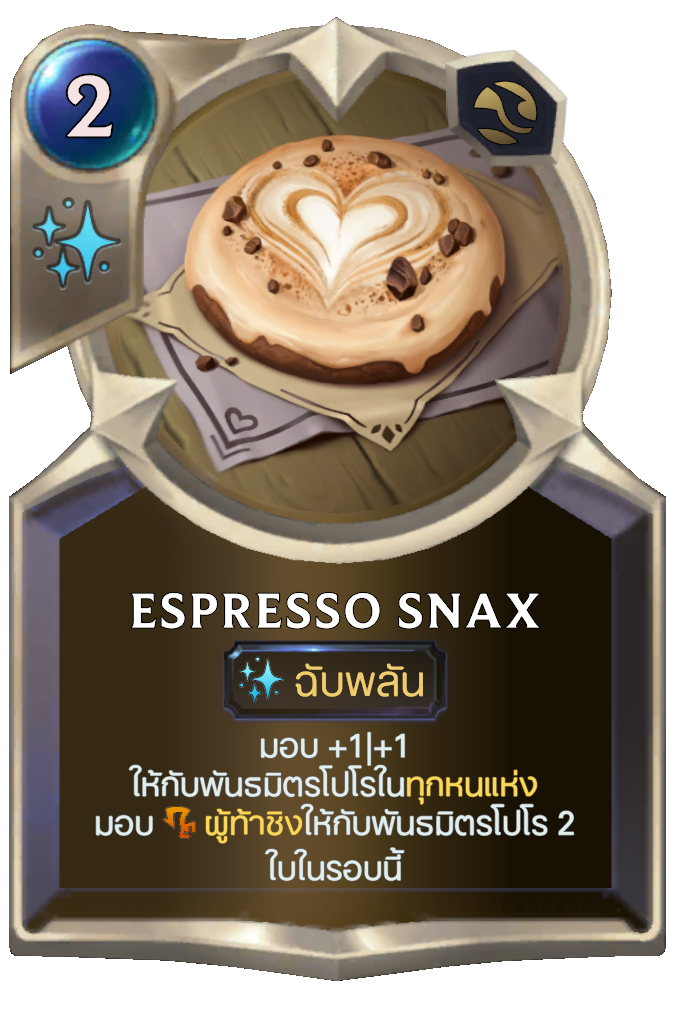 2
ESPRESSO SNAX
ฉับพลัน
มอบ +1|+1
ให้กับพันธมิตรโปโรในทุกหนแห่ง
มอบ ผู้ท้าชิงให้กับพันธมิตรโปโร 2
ใบในรอบนี้